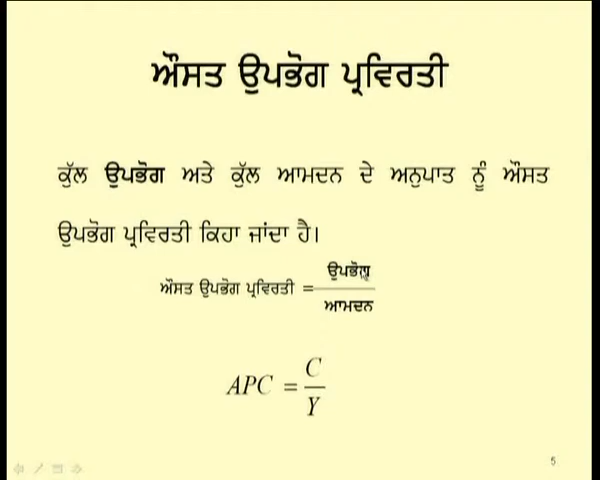 ਔਸਤ ਉਪਭੋਗ ਪ੍ਰਵਿਰਤੀ
ਕੁੱਲ ਉਪਭੋਗ ਅਤੇ ਕੁੱਲ ਆਮਦਨ ਦੇ ਅਨੁਪਾਤ ਨੂੰ ਔਸਤ
ਉਪਭੋਗ ਪ੍ਰਵਿਰਤੀ ਕਿਹਾ ਜਾਂਦਾ ਹੈ।
ਉਪਭੋਗ
ਔਸਤ ਉਪਭੋਗ ਪ੍ਰਵਿਰਤੀ =
ਆਮਦਨ
C
APC =
Y
5